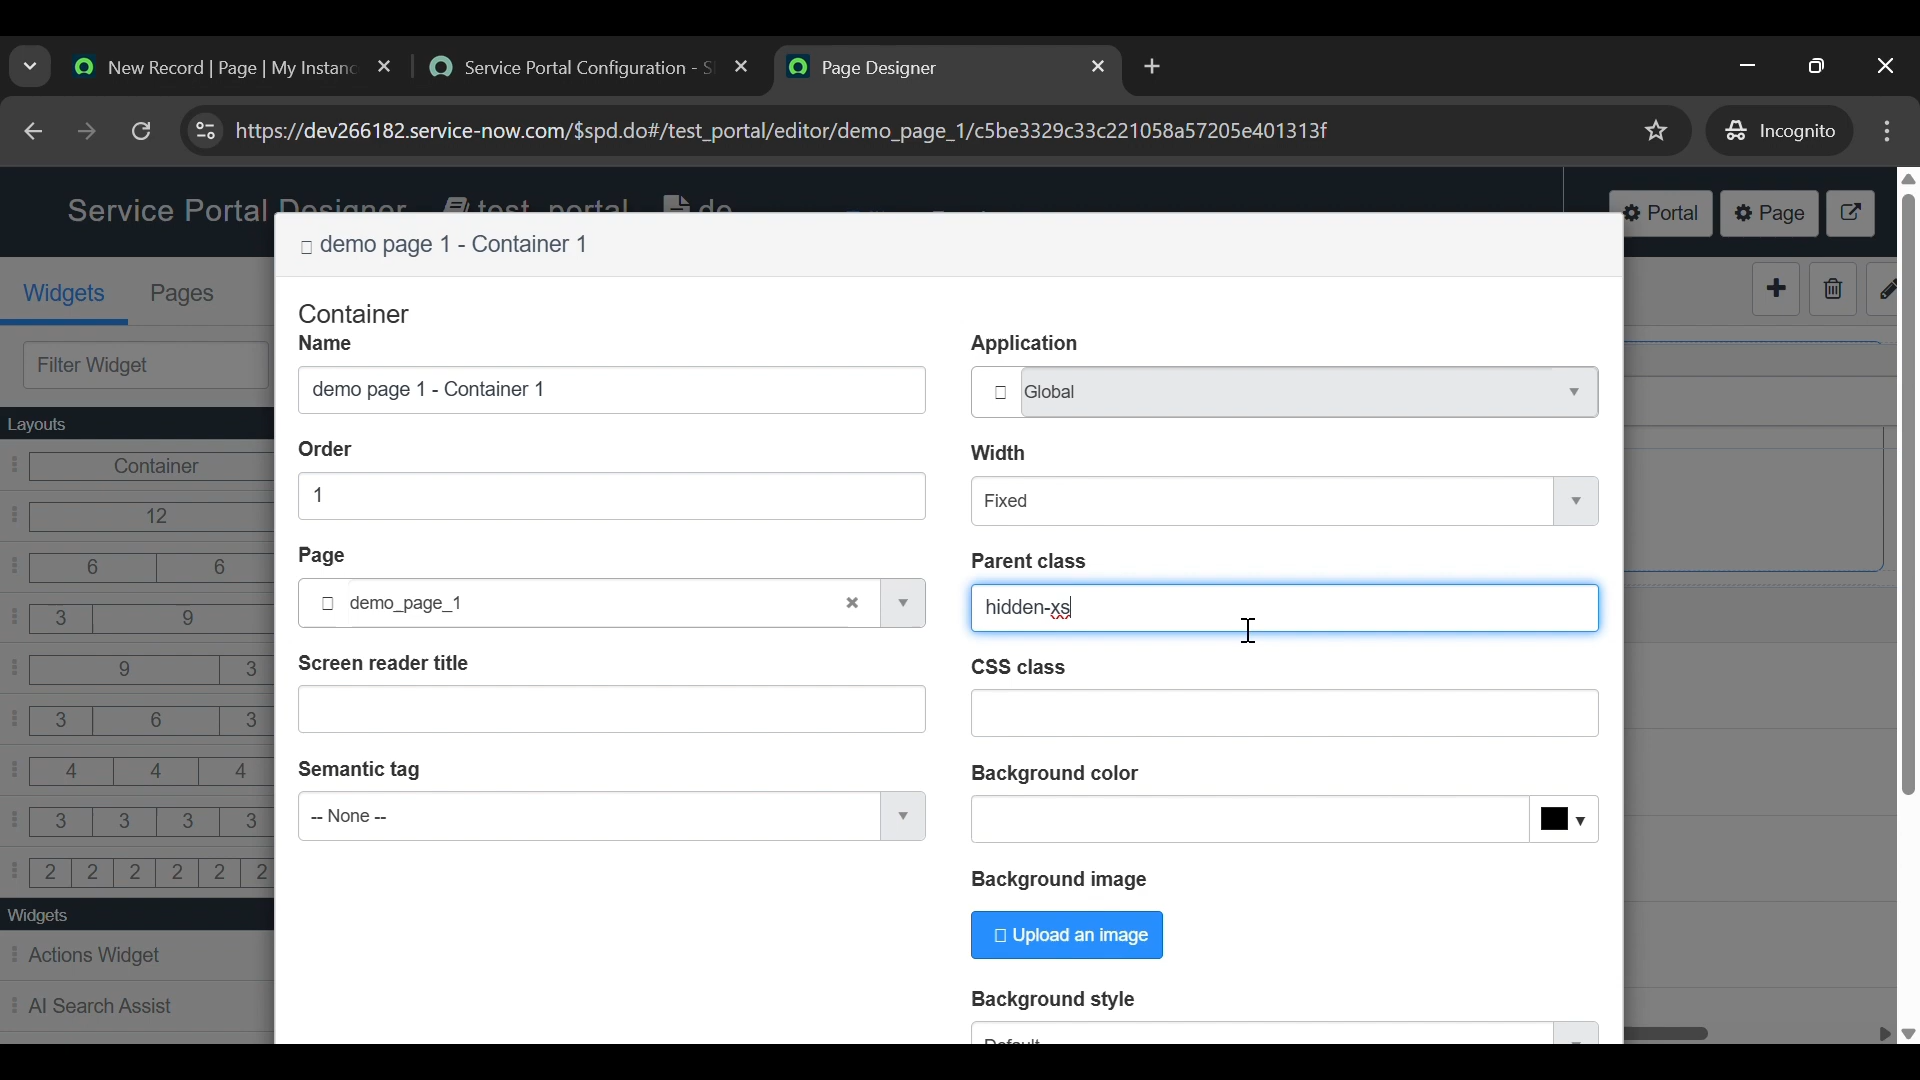 New Record | Page | My Instanc
Service Portal Configuration - S
Page Designer
https://dev266182.service-now.com/$spd.do#/test_portal/editor/demo_page_1/c5be3329c33c221058a57205e401313f
Incognito
Service Portal Designer
test_portal
de
Portal
Page
demo page 1 - Container 1
Widgets
Pages
Filter Widget
Layouts
Container
12
6 6
3 9
9 3
3 6 3
4 4 4
3 3 3 3
2 2 2 2 2 2
Widgets
Actions Widget
AI Search Assist
Container
Name
demo page 1 - Container 1
Order
1
Page
demo_page_1
Screen reader title
Semantic tag
-- None --
Application
Global
Width
Fixed
Parent class
hidden-xs
CSS class
Background color
Background image
Upload an image
Background style
Default